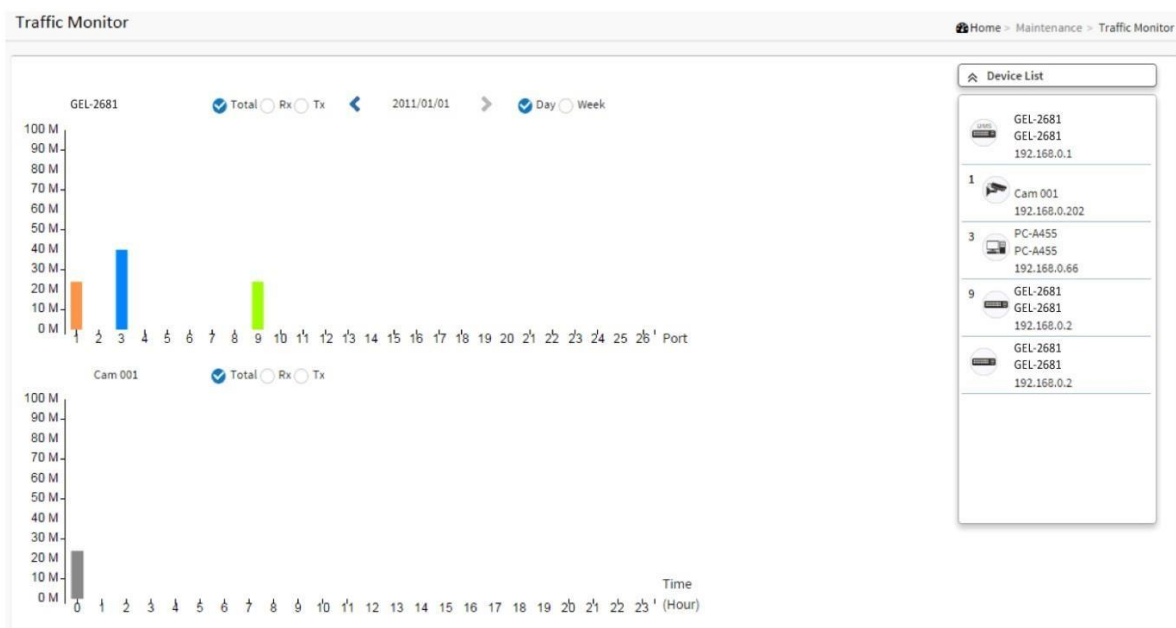 Traffic Monitor
Home > Maintenance > Traffic Monitor
GEL-2681 Total Rx Tx 2011/01/01 Day Week
100 M
90 M
80 M
70 M
60 M
50 M
40 M
30 M
20 M
10 M
0 M
1 2 3 4 5 6 7 8 9 10 11 12 13 14 15 16 17 18 19 20 21 22 23 24 25 26 Port
Cam 001 Total Rx Tx
100 M
90 M
80 M
70 M
60 M
50 M
40 M
30 M
20 M
10 M
0 M
0 1 2 3 4 5 6 7 8 9 10 11 12 13 14 15 16 17 18 19 20 21 22 23
Time
(Hour)
Device List
GEL-2681
GEL-2681
192.168.0.1
1
Cam 001
192.168.0.202
3
PC-A455
PC-A455
192.168.0.66
9
GEL-2681
GEL-2681
192.168.0.2
GEL-2681
GEL-2681
192.168.0.2